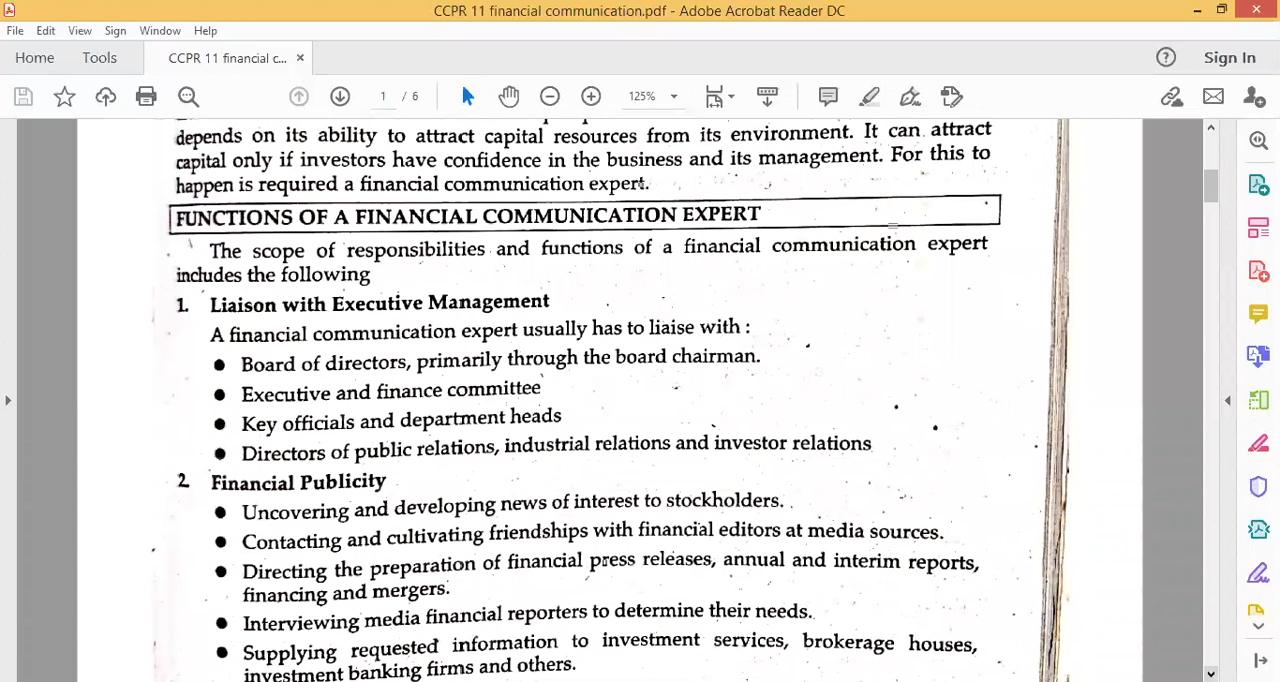 CCPR 11 financial communication.pdf - Adobe Acrobat Reader DC
File Edit View Sign Window Help
Home Tools CCPR 11 financial c... × Sign In
1 / 6 125%
depends on its ability to attract capital resources from its environment. It can attract
capital only if investors have confidence in the business and its management. For this to
happen is required a financial communication expert.
FUNCTIONS OF A FINANCIAL COMMUNICATION EXPERT
The scope of responsibilities and functions of a financial communication expert
includes the following
1. Liaison with Executive Management
A financial communication expert usually has to liaise with :
● Board of directors, primarily through the board chairman.
● Executive and finance committee
● Key officials and department heads
● Directors of public relations, industrial relations and investor relations
2. Financial Publicity
● Uncovering and developing news of interest to stockholders.
● Contacting and cultivating friendships with financial editors at media sources.
● Directing the preparation of financial press releases, annual and interim reports,
financing and mergers.
● Interviewing media financial reporters to determine their needs.
● Supplying requested information to investment services, brokerage houses,
investment banking firms and others.